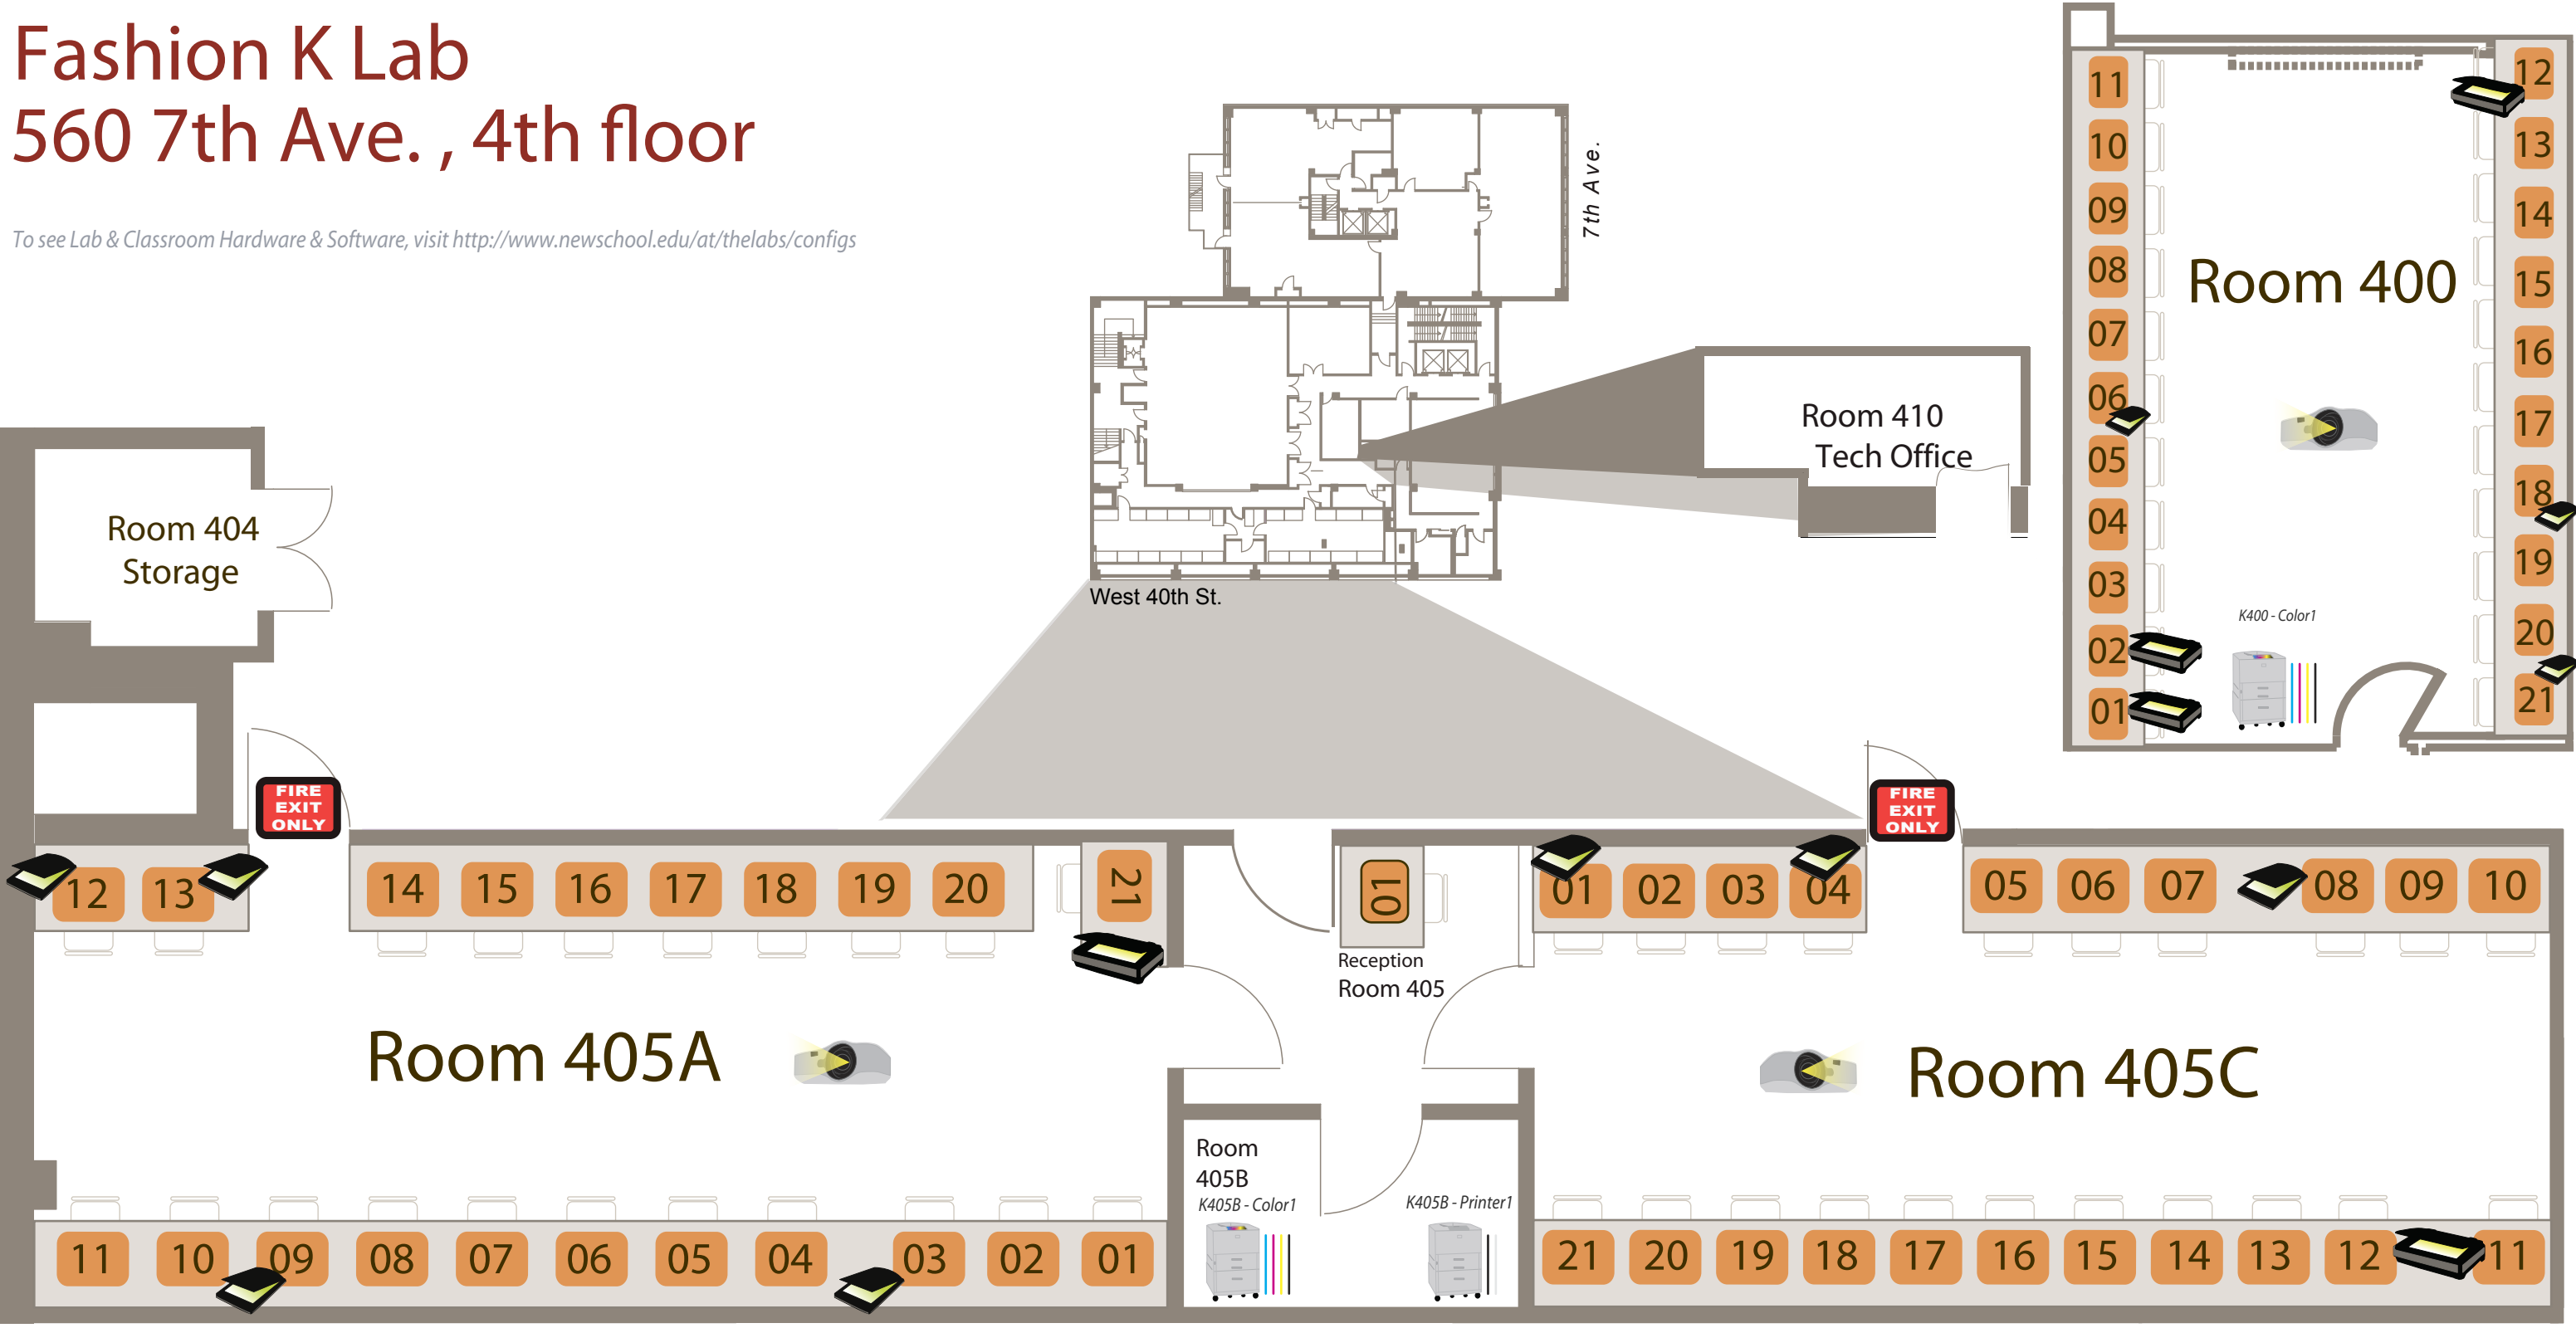 Fashion K Lab
560 7th Ave. , 4th floor
To see Lab & Classroom Hardware & Software, visit http://www.newschool.edu/at/thelabs/configs
7th Ave.
West 40th St.
Room 410
Tech Office
Room 400
11
10
09
08
07
06
05
04
03
02
01
12
13
14
15
16
17
18
19
20
21
K400 - Color1
Room 404
Storage
FIRE
EXIT
ONLY
FIRE
EXIT
ONLY
12 13 14 15 16 17 18 19 20 21
Room 405A
11 10 09 08 07 06 05 04 03 02 01
01
Reception
Room 405
Room
405B
K405B - Color1
K405B - Printer1
01 02 03 04 05 06 07 08 09 10
Room 405C
21 20 19 18 17 16 15 14 13 12 11